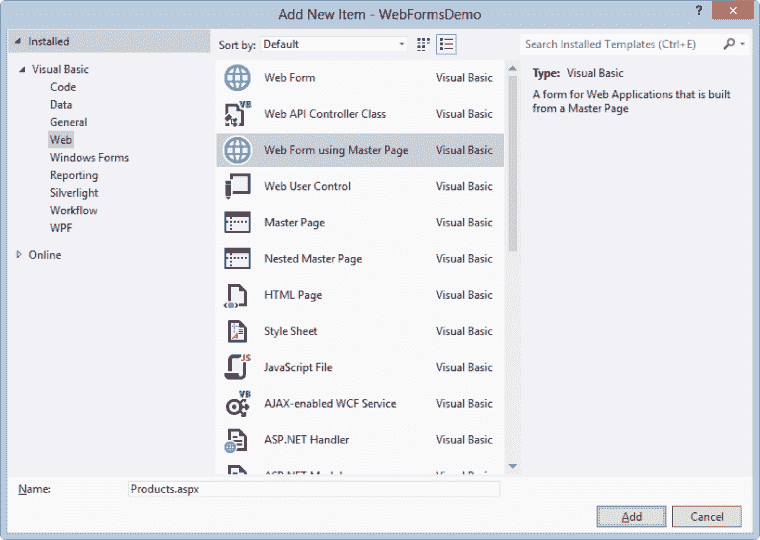 Add New Item - WebFormsDemo
?
Installed
Sort by: Default
Search Installed Templates (Ctrl+E)
Visual Basic
Code
Data
General
Web
Windows Forms
Reporting
Silverlight
Workflow
WPF
Online
Web Form Visual Basic
VB
Web API Controller Class Visual Basic
Web Form using Master Page Visual Basic
Web User Control Visual Basic
Master Page Visual Basic
Nested Master Page Visual Basic
HTML Page Visual Basic
Style Sheet Visual Basic
JS
JavaScript File Visual Basic
VB
AJAX-enabled WCF Service Visual Basic
ASP.NET Handler Visual Basic
Type: Visual Basic
A form for Web Applications that is built
from a Master Page
Name: Products.aspx
Add
Cancel